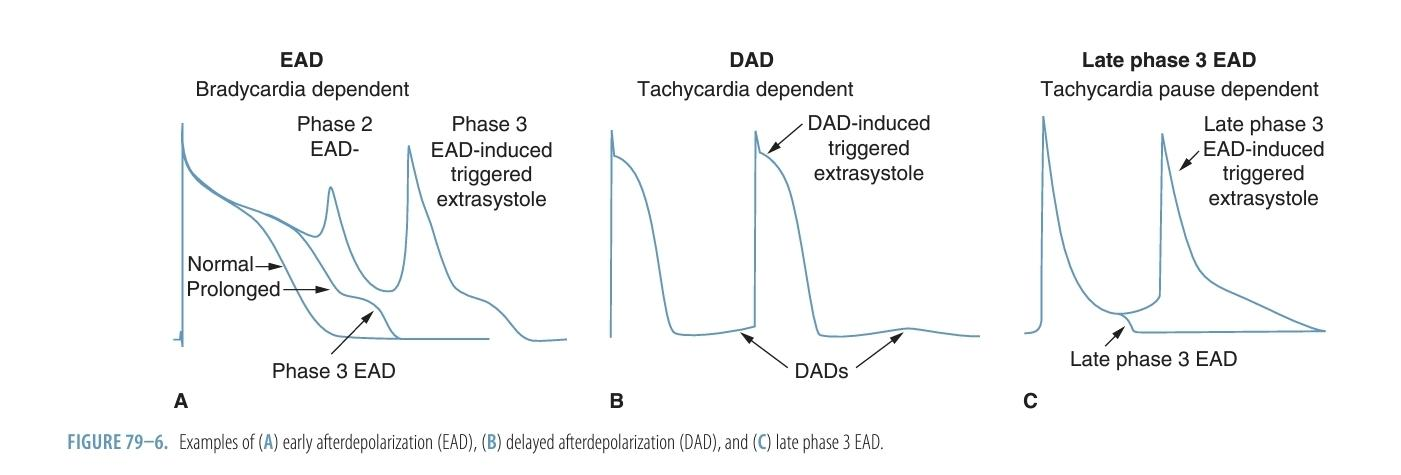 EAD
Bradycardia dependent
Phase 2
EAD-
Phase 3
EAD-induced
triggered
extrasystole
Normal
Prolonged
Phase 3 EAD
A
DAD
Tachycardia dependent
DAD-induced
triggered
extrasystole
DADs
B
Late phase 3 EAD
Tachycardia pause dependent
Late phase 3
EAD-induced
triggered
extrasystole
Late phase 3 EAD
C
FIGURE 79–6. Examples of (A) early afterdepolarization (EAD), (B) delayed afterdepolarization (DAD), and (C) late phase 3 EAD.